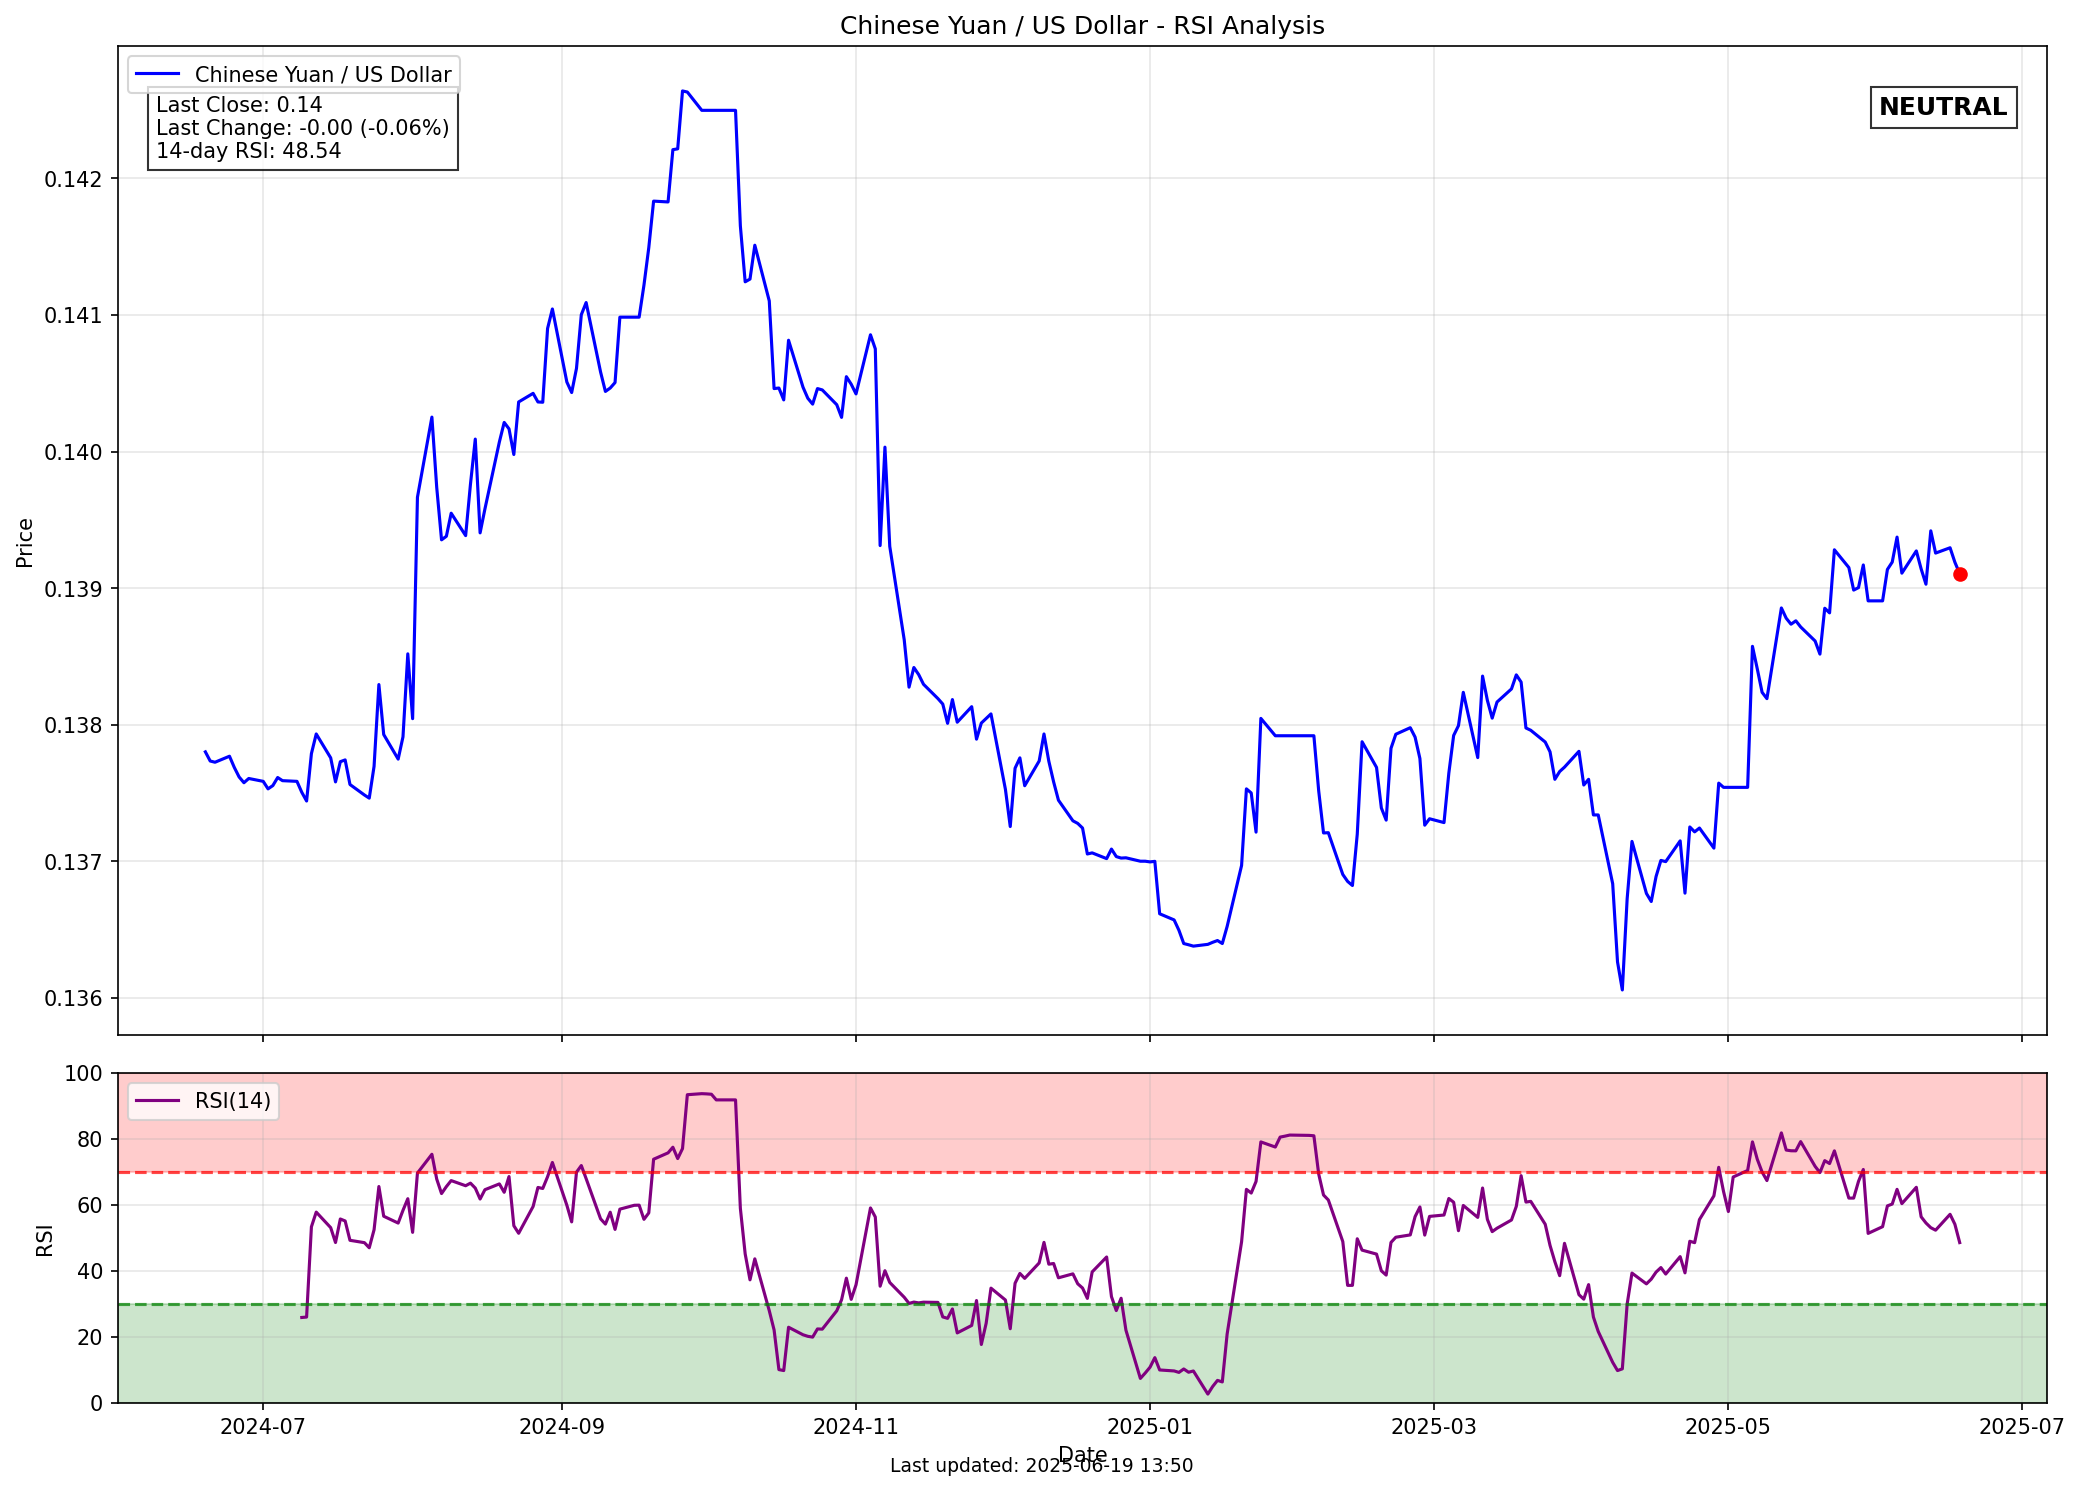 Chinese Yuan / US Dollar - RSI Analysis
Chinese Yuan / US Dollar
Last Close: 0.14
Last Change: -0.00 (-0.06%)
14-day RSI: 48.54
NEUTRAL
Price
0.142
0.141
0.140
0.139
0.138
0.137
0.136
RSI(14)
RSI
100
80
60
40
20
0
2024-07
2024-09
2024-11
2025-01
2025-03
2025-05
2025-07
Date
Last updated: 2025-06-19 13:50